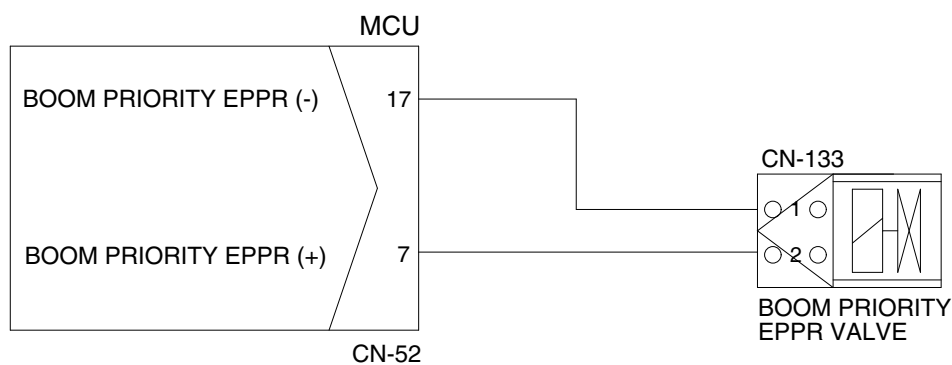 MCU
BOOM PRIORITY EPPR (-)
17
CN-133
1
BOOM PRIORITY EPPR (+)
7
2
BOOM PRIORITY
EPPR VALVE
CN-52